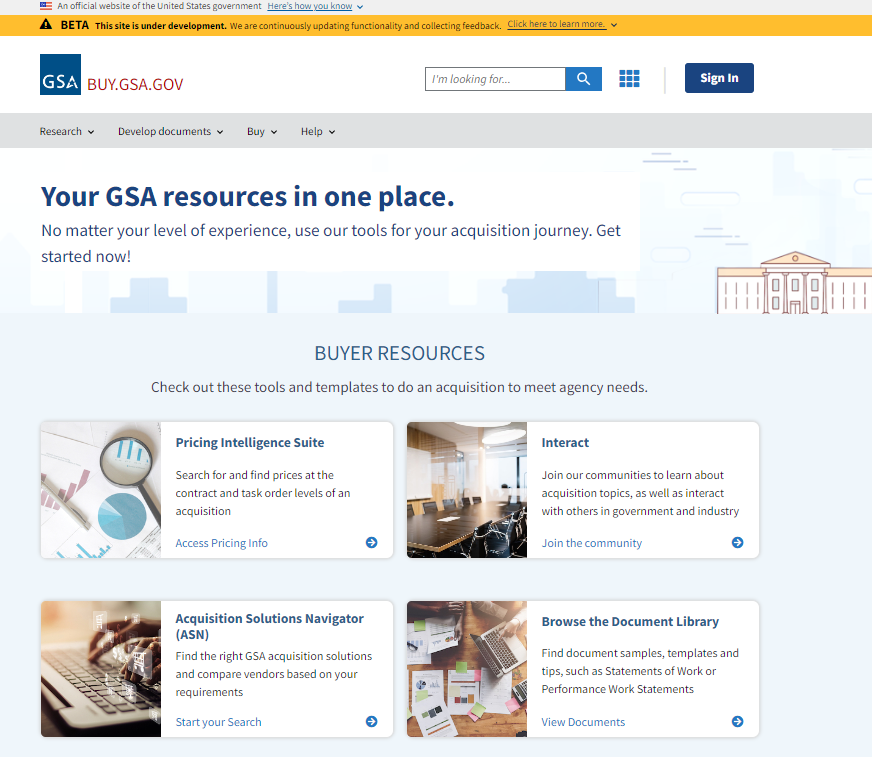 An official website of the United States government Here's how you know
BETA This site is under development. We are continuously updating functionality and collecting feedback. Click here to learn more.
GSA BUY.GSA.GOV
I'm looking for...
Sign In
Research Develop documents Buy Help
Your GSA resources in one place.
No matter your level of experience, use our tools for your acquisition journey. Get
started now!
BUYER RESOURCES
Check out these tools and templates to do an acquisition to meet agency needs.
Pricing Intelligence Suite
Search for and find prices at the
contract and task order levels of an
acquisition
Access Pricing Info
Interact
Join our communities to learn about
acquisition topics, as well as interact
with others in government and industry
Join the community
Acquisition Solutions Navigator
(ASN)
Find the right GSA acquisition solutions
and compare vendors based on your
requirements
Start your Search
Browse the Document Library
Find document samples, templates and
tips, such as Statements of Work or
Performance Work Statements
View Documents